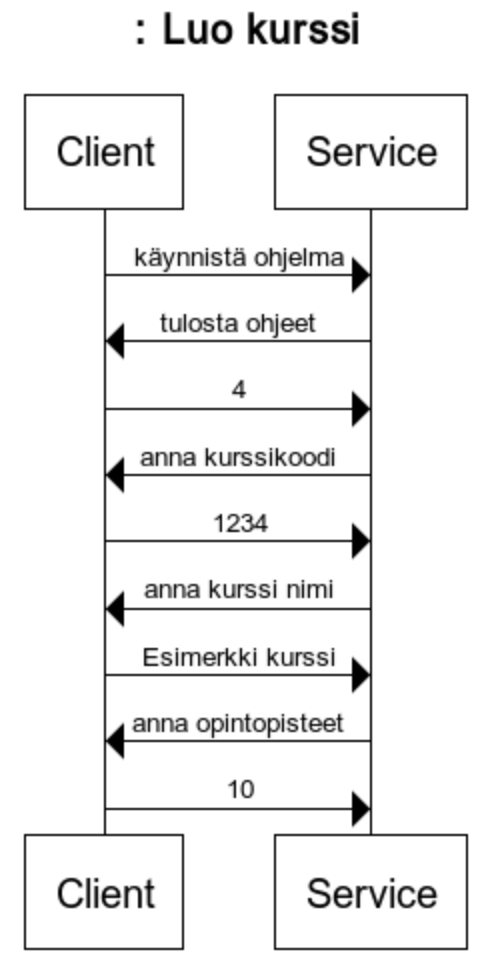 : Luo kurssi
Client Service
käynnistä ohjelma
tulosta ohjeet
4
anna kurssikoodi
1234
anna kurssi nimi
Esimerkki kurssi
anna opintopisteet
10
Client Service